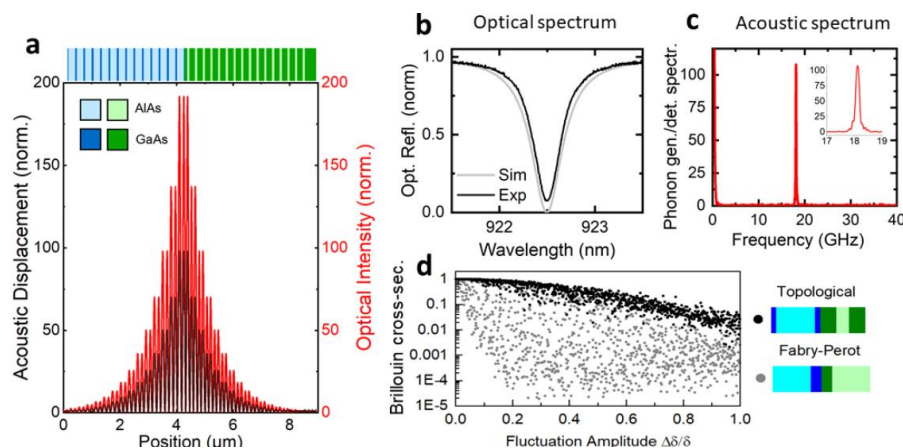 a
200
150
100
50
0
Acoustic Displacement (norm.)
AlAs
GaAs
200
150
100
50
0
Optical Intensity (norm.)
0 2 4 6 8
Position (μm)
b Optical spectrum
1.0
0.5
0.0
Opt. Refl. (norm)
Sim
Exp
922 923
Wavelength (nm)
c Acoustic spectrum
100
75
50
25
0
Phonon gen./det. spectr.
100
75
50
25
0
17 18 19
0 10 20 30 40
Frequency (GHz)
d
1
0.1
0.01
0.001
1E-4
1E-5
Brillouin cross-sec.
0.0 0.2 0.4 0.6 0.8 1.0
Fluctuation Amplitude Δδ/δ
Topological
Fabry-Perot